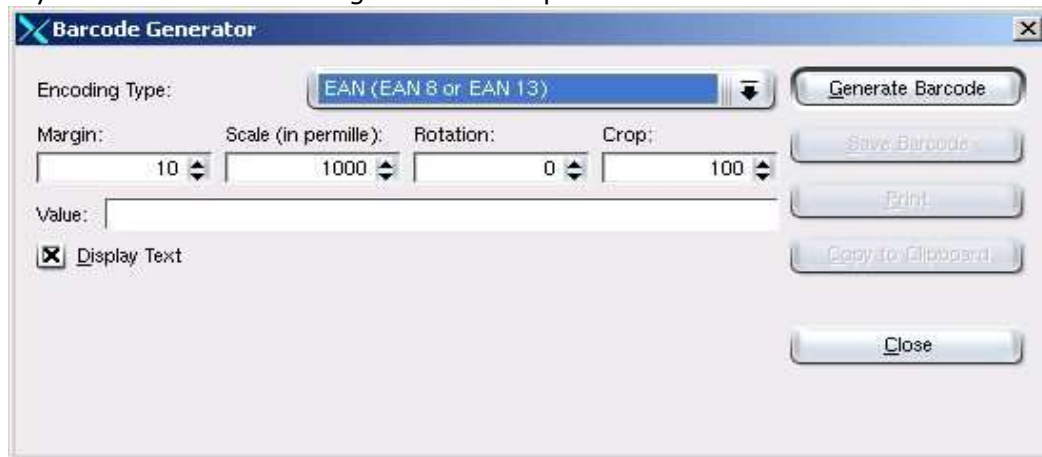 Barcode Generator
Encoding Type: EAN (EAN 8 or EAN 13)
Generate Barcode
Margin: Scale (in permille): Rotation: Crop:
Save Barcode
10 1000 0 100
Print
Value:
Display Text
Copy to Clipboard
Close